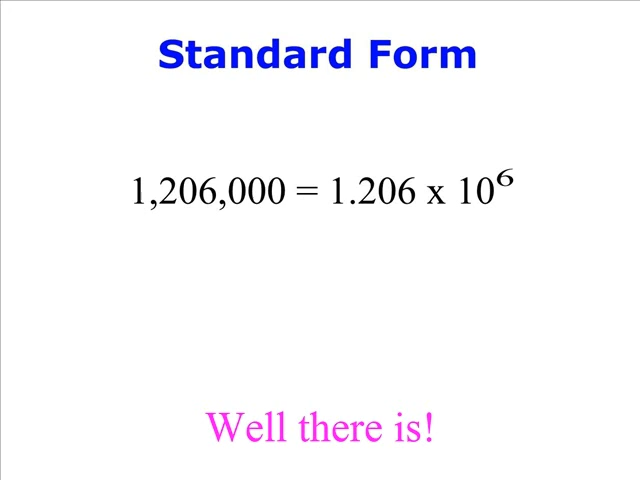 Standard Form
1,206,000 = 1.206 x 10⁶
Well there is!